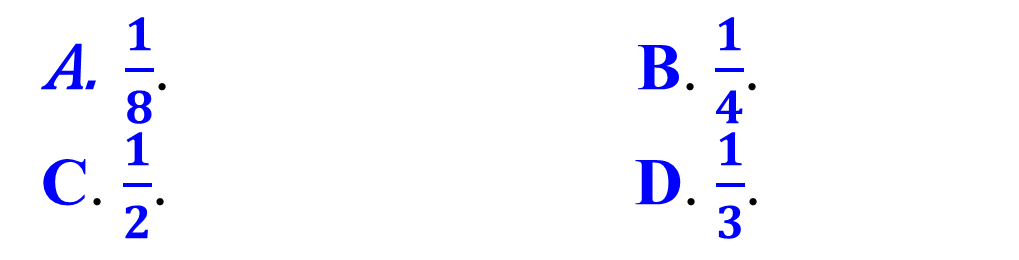 A. 1/8. B. 1/4.
C. 1/2. D. 1/3.